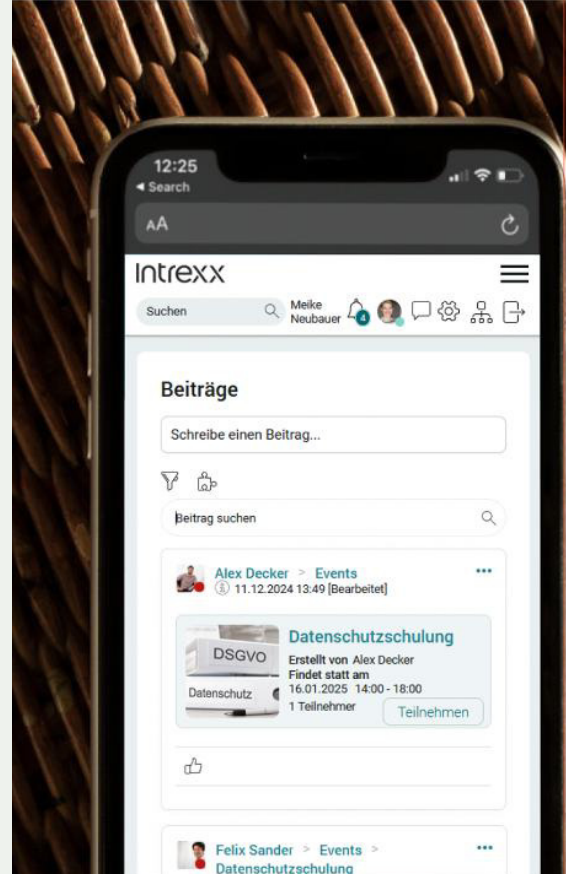 12:25
◂ Search
AA
Intrexx
Suchen
Meike
Neubauer
4
Beiträge
Schreibe einen Beitrag...
Beitrag suchen
Alex Decker > Events
11.12.2024 13:49 [Bearbeitet]
DSGVO
Datenschutz
Datenschutzschulung
Erstellt von Alex Decker
Findet statt am
16.01.2025 14:00 - 18:00
1 Teilnehmer
Teilnehmen
Felix Sander > Events >
Datenschutzschulung